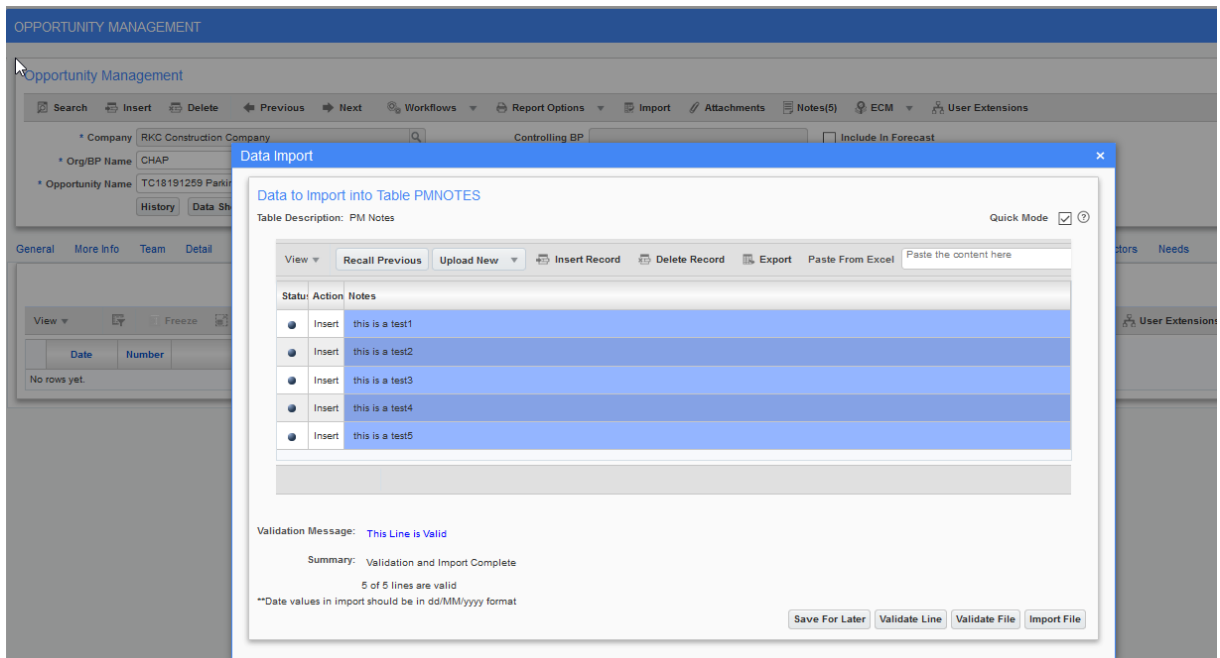 OPPORTUNITY MANAGEMENT
Opportunity Management
Search Insert Delete Previous Next Workflows Report Options Import Attachments Notes(5) ECM User Extensions
* Company RKC Construction Company Controlling BP Include In Forecast
* Org/BP Name CHAP
* Opportunity Name TC18191259 Parkin
History Data Sh
General More Info Team Detail ctors Needs
View Freeze User Extensions
Date Number
No rows yet.
Data Import
Data to Import into Table PMNOTES
Table Description: PM Notes Quick Mode
View Recall Previous Upload New Insert Record Delete Record Export Paste From Excel Paste the content here
Status Action Notes
Insert this is a test1
Insert this is a test2
Insert this is a test3
Insert this is a test4
Insert this is a test5
Validation Message: This Line is Valid
Summary: Validation and Import Complete
5 of 5 lines are valid
**Date values in import should be in dd/MM/yyyy format
Save For Later Validate Line Validate File Import File